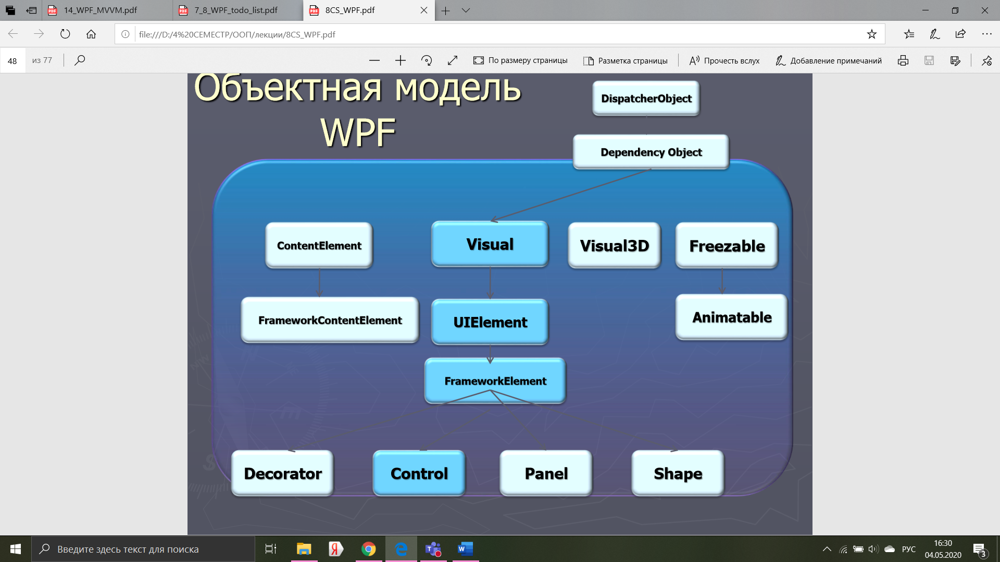 14_WPF_MVVM.pdf
7_8_WPF_todo_list.pdf
8CS_WPF.pdf
file:///D:/4%20СЕМЕСТР/ООП/лекции/8CS_WPF.pdf
48
из 77
По размеру страницы
Разметка страницы
Прочесть вслух
Добавление примечаний
Объектная модель
WPF
DispatcherObject
Dependency Object
ContentElement
Visual
Visual3D
Freezable
FrameworkContentElement
UIElement
Animatable
FrameworkElement
Decorator
Control
Panel
Shape
Введите здесь текст для поиска
РУС
16:30
04.05.2020
3